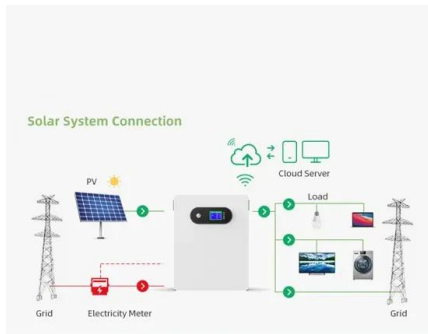 Solar System Connection
Cloud Server
PV
Load
Grid
Electricity Meter
Grid